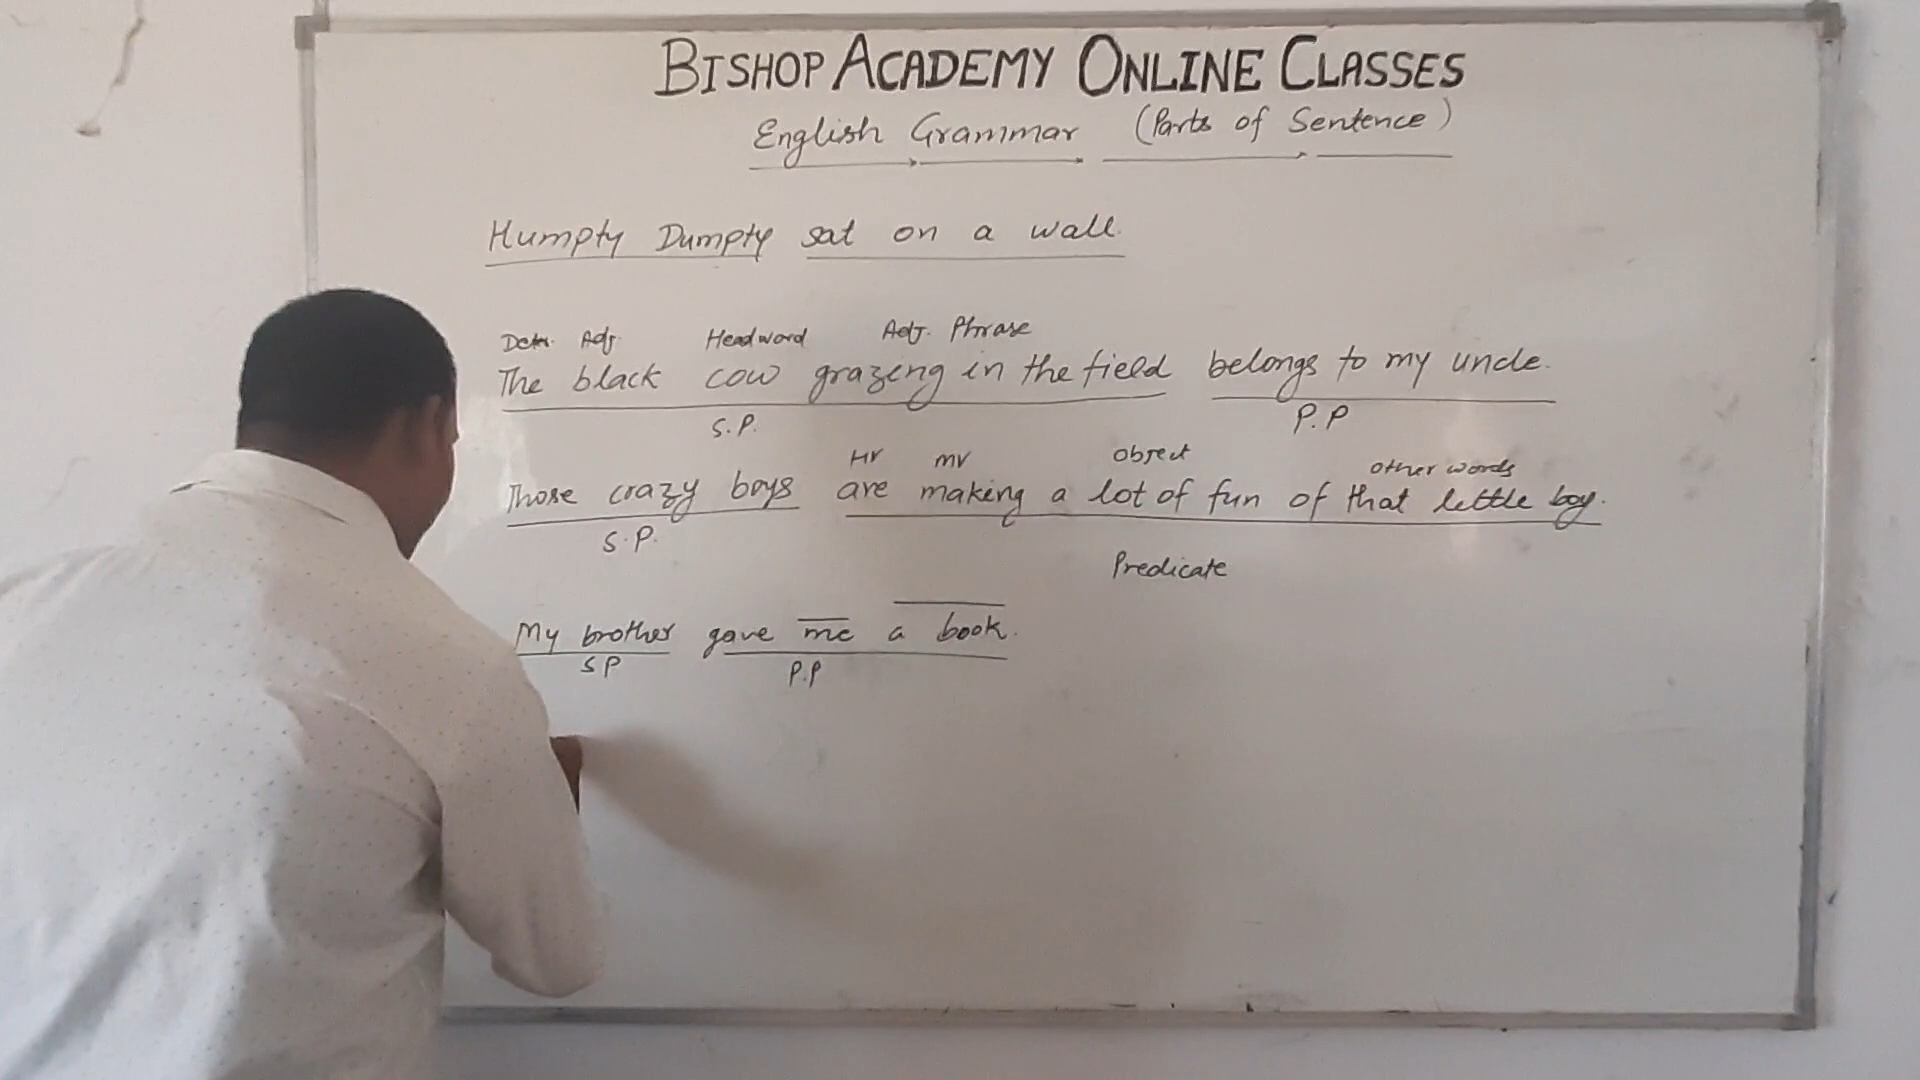 BISHOP ACADEMY ONLINE CLASSES
English Grammar (Parts of Sentence)
Humpty Dumpty sat on a wall.
Deter. Adj. Headword Adj. Phrase
The black cow grazing in the field belongs to my uncle.
S.P. P.P
HV MV Object other words
Those crazy boys are making a lot of fun of that little boy.
S.P.
Predicate
My brother gave me a book.
SP P.P